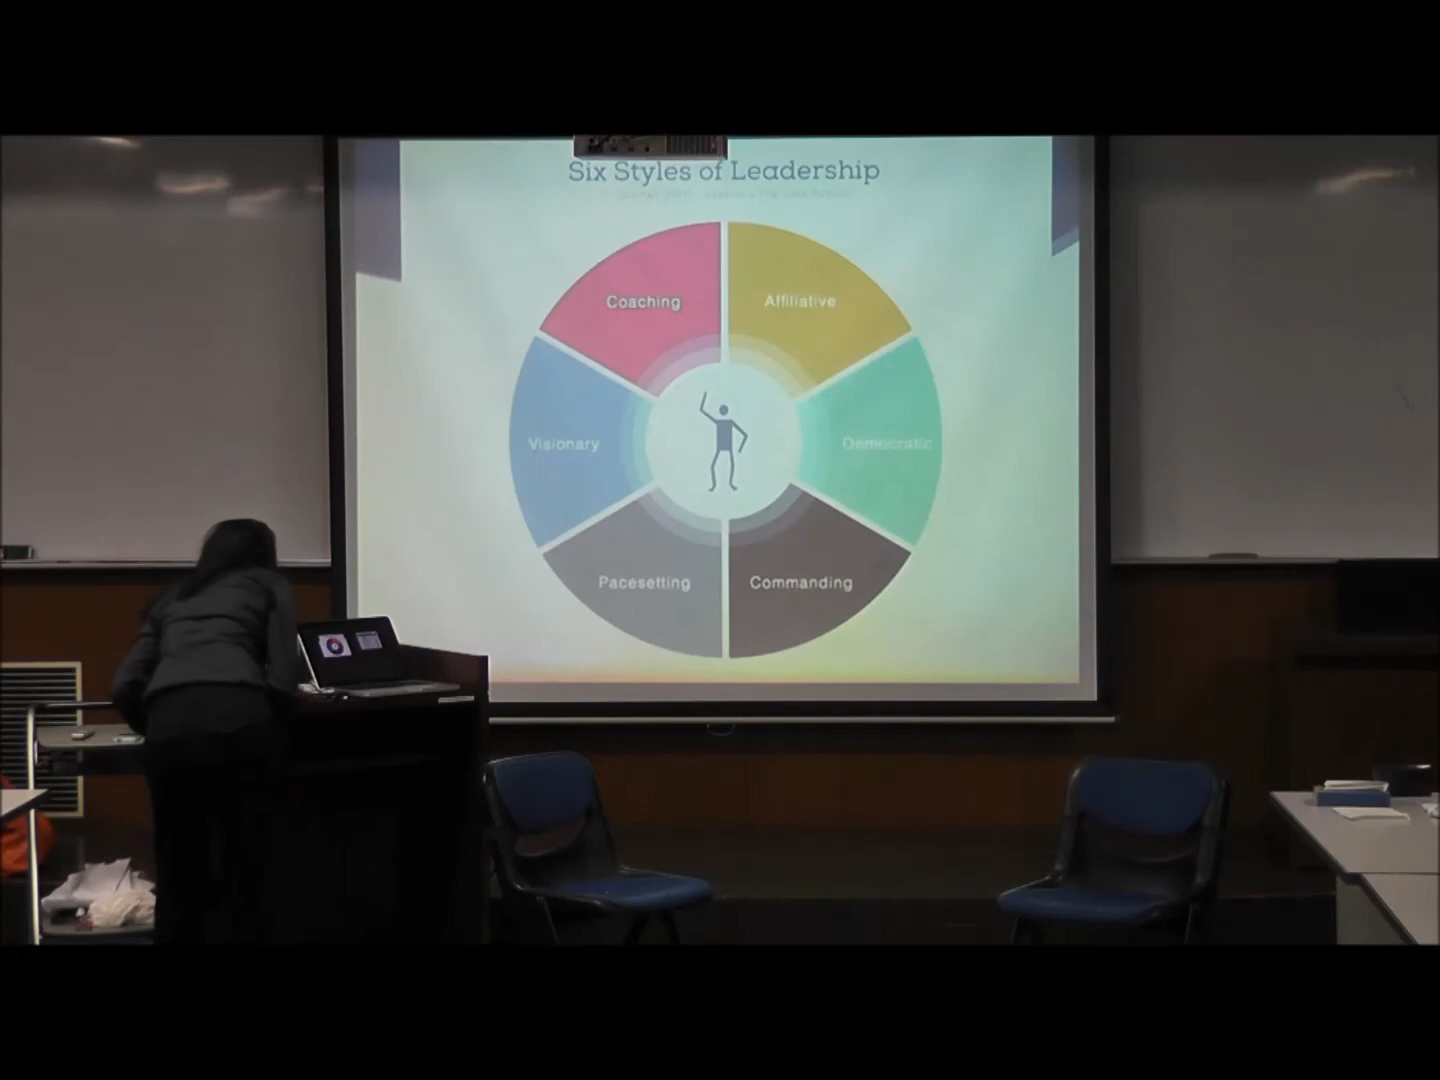 Six Styles of Leadership
Coaching
Affiliative
Visionary
Democratic
Pacesetting
Commanding